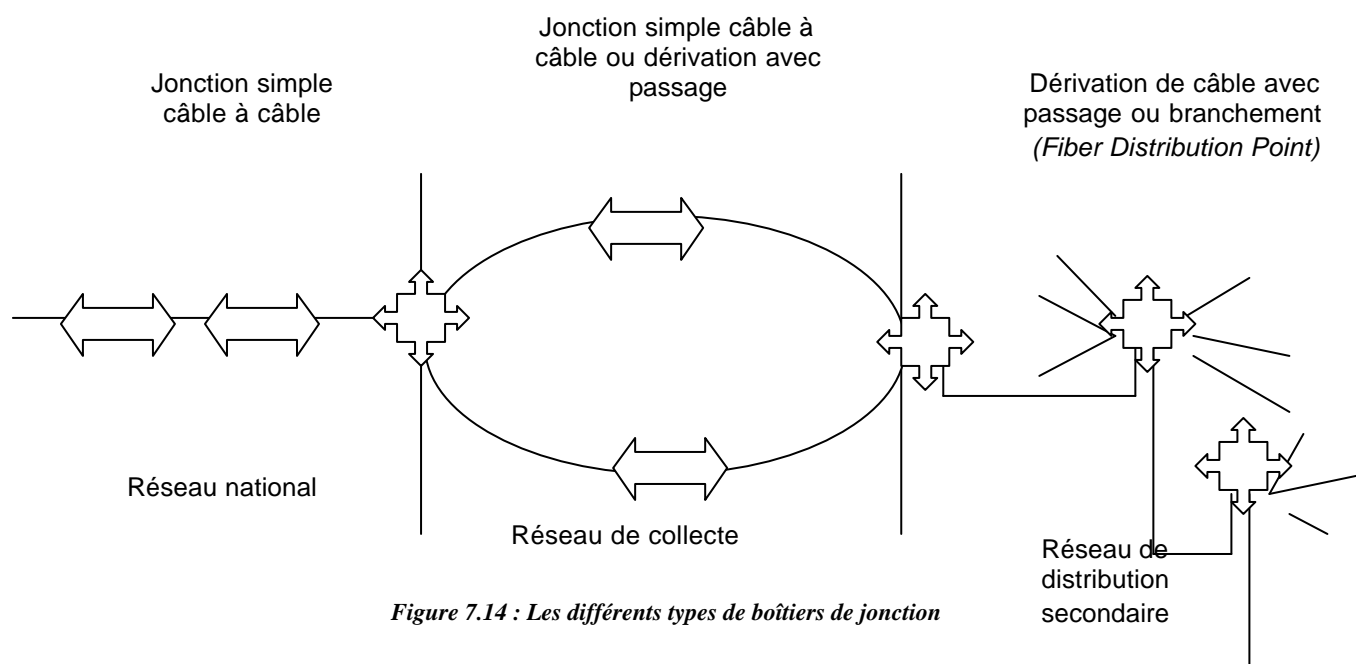 Jonction simple
câble à câble
Jonction simple câble à
câble ou dérivation avec
passage
Dérivation de câble avec
passage ou branchement
(Fiber Distribution Point)
Réseau national
Réseau de collecte
Réseau de
distribution
secondaire
Figure 7.14 : Les différents types de boîtiers de jonction